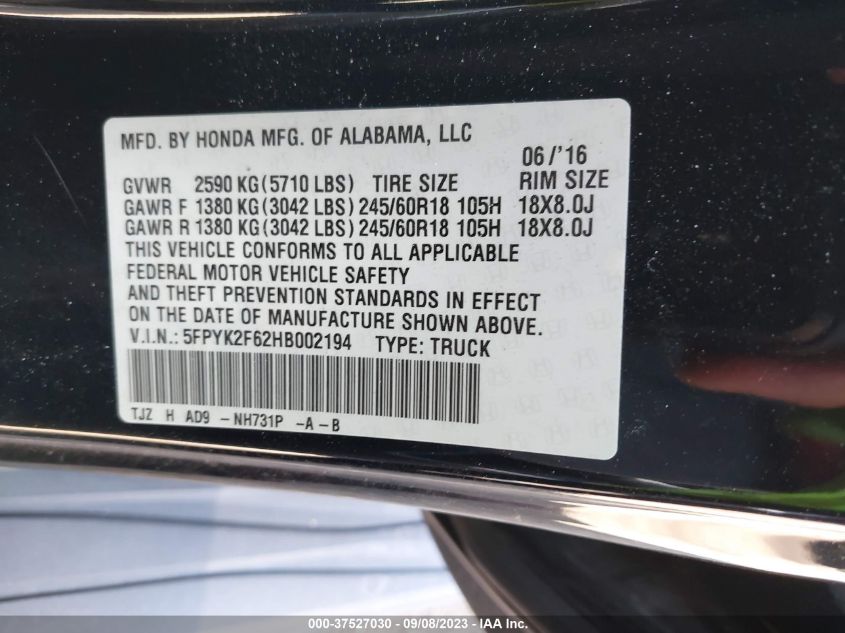 MFD. BY HONDA MFG. OF ALABAMA, LLC
06/'16
GVWR 2590 KG(5710 LBS) TIRE SIZE RIM SIZE
GAWR F 1380 KG(3042 LBS) 245/60R18 105H 18X8.0J
GAWR R 1380 KG(3042 LBS) 245/60R18 105H 18X8.0J
THIS VEHICLE CONFORMS TO ALL APPLICABLE
FEDERAL MOTOR VEHICLE SAFETY
AND THEFT PREVENTION STANDARDS IN EFFECT
ON THE DATE OF MANUFACTURE SHOWN ABOVE.
V.I.N.: 5FPYK2F62HB002194 TYPE: TRUCK
TJZ H AD9 -NH731P -A-B
000-37527030 - 09/08/2023 - IAA Inc.